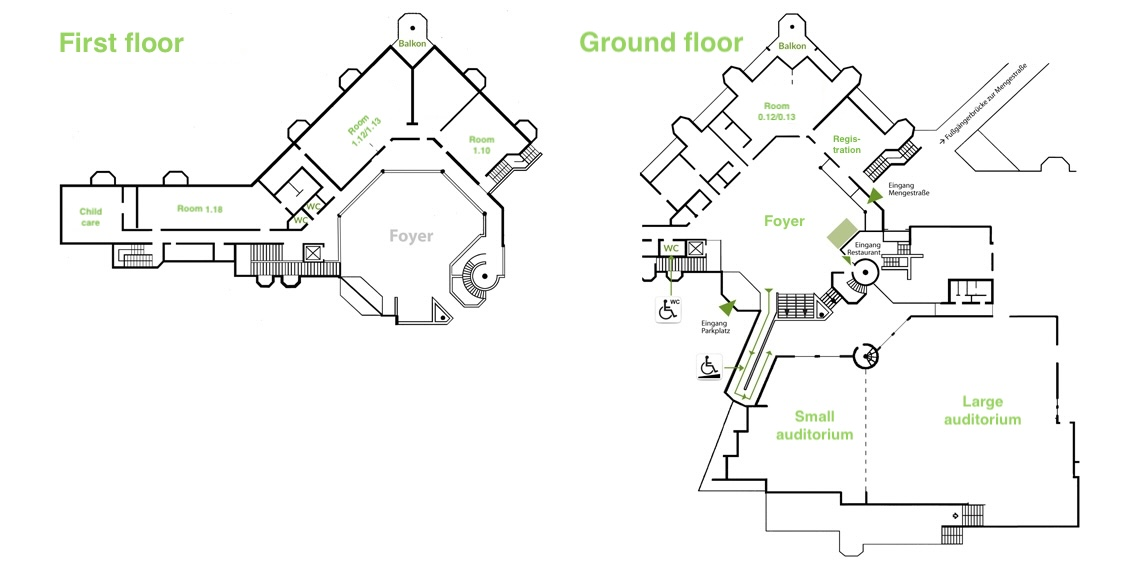 First floor
Balkon
Room
1.12/1.13
Room
1.10
WC
WC
Child
care
Room 1.18
Foyer
Ground floor
Balkon
Room
0.12/0.13
Regis-
tration
→ Fußgängerbrücke zur Mengestraße
Eingang
Mengestraße
Foyer
Eingang
Restaurant
WC
WC
Eingang
Parkplatz
Small
auditorium
Large
auditorium